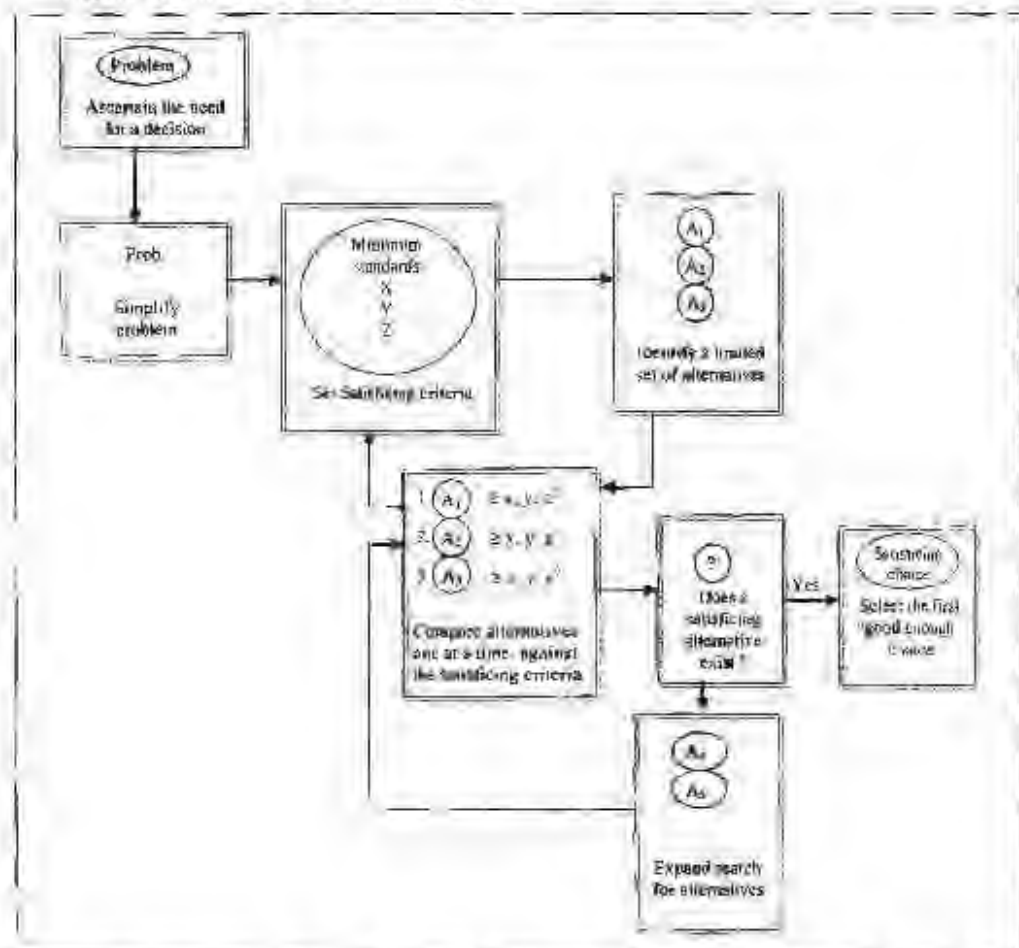 Problem
Ascertain the need
for a decision
Prob.
Simplify
problem
Minimum
standards
X
Y
Z
Set Satisficing criteria
A₁
A₂
A₃
Identify a limited
set of alternatives
1. A₁ ≥ x, y, z?
2. A₂ ≥ x, y, z?
3. A₃ ≥ x, y, z?
Compare alternatives
one at a time, against
the satisficing criteria
?
Does a
satisficing
alternative
exist?
Yes
Satisficing
choice
Select the first
"good enough"
choice
A₄
A₅
Expand search
for alternatives